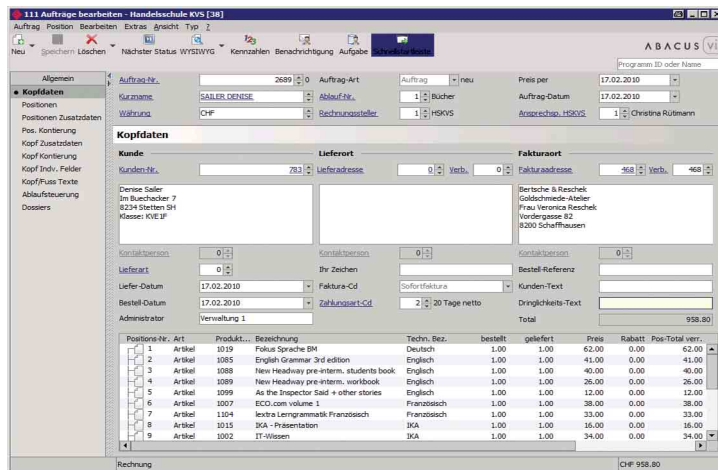 111 Aufträge bearbeiten - Handelsschule KVS [38]
Auftrag Position Bearbeiten Extras Ansicht Typ ?
Neu Speichern Löschen Nächster Status WYSIWYG Kennzahlen Benachrichtigung Aufgabe Schnellstartleiste
ABACUS vi
Programm ID oder Name
Allgemein
Kopfdaten
Positionen
Positionen Zusatzdaten
Pos. Kontierung
Kopf Zusatzdaten
Kopf Kontierung
Kopf Indv. Felder
Kopf/Fuss Texte
Ablaufsteuerung
Dossiers
Auftrag-Nr. 2689 0 Auftrag-Art Auftrag neu Preis per 17.02.2010
Kurzname SAILER DENISE Ablauf-Nr. 1 Bücher Auftrag-Datum 17.02.2010
Währung CHF Rechnungssteller 1 HSKVS Ansprechsp. HSKVS 1 Christina Rütimann
Kopfdaten
Kunde Lieferort Fakturaort
Kunden-Nr. 783 Lieferadresse 0 Verb. 0 Fakturaadresse 468 Verb. 468
Denise Sailer
Im Buechacker 7
8234 Stetten SH
Klasse: KVE1F
Bertsche & Reschek
Goldschmiede-Atelier
Frau Veronica Reschek
Vordergasse 82
8200 Schaffhausen
Kontaktperson 0 Kontaktperson 0 Kontaktperson 0
Lieferart 0 Ihr Zeichen Bestell-Referenz
Liefer-Datum 17.02.2010 Faktura-Cd Sofortfaktura Kunden-Text
Bestell-Datum 17.02.2010 Zahlungsart-Cd 2 20 Tage netto Dringlichkeits-Text
Administrator Verwaltung 1 Total 958.80
Positions-Nr. Art Produkt... Bezeichnung Techn. Bez. bestellt geliefert Preis Rabatt Pos-Total verr.
1 Artikel 1019 Fokus Sprache BM Deutsch 1.00 1.00 62.00 0.00 62.00
2 Artikel 1085 English Grammar 3rd edition Englisch 1.00 1.00 41.00 0.00 41.00
3 Artikel 1088 New Headway pre-interm. students book Englisch 1.00 1.00 40.00 0.00 40.00
4 Artikel 1089 New Headway pre-interm. workbook Englisch 1.00 1.00 26.00 0.00 26.00
5 Artikel 1099 As the Inspector Said + other stories Englisch 1.00 1.00 12.00 0.00 12.00
6 Artikel 1007 ECO.com volume 1 Französisch 1.00 1.00 38.00 0.00 38.00
7 Artikel 1104 lextra Lerngrammatik Französisch Französisch 1.00 1.00 33.00 0.00 33.00
8 Artikel 1015 IKA - Präsentation IKA 1.00 1.00 16.00 0.00 16.00
9 Artikel 1002 IT-Wissen IKA 1.00 1.00 34.00 0.00 34.00
Rechnung CHF 958.80